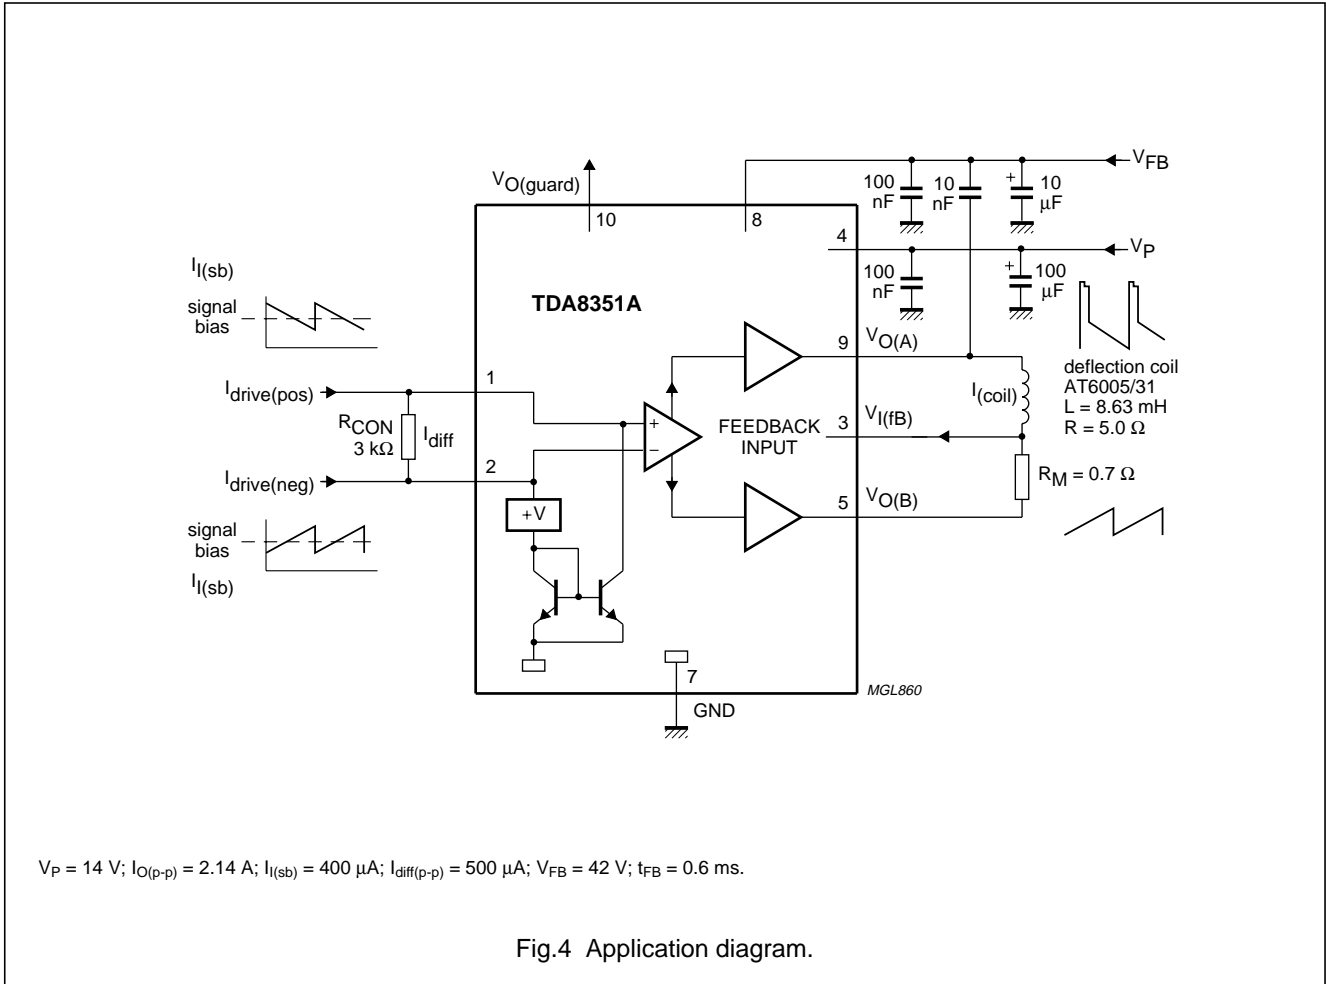 VFB
VO(guard)
10
8
100
nF
10
nF
+
10
µF
4
VP
100
nF
+
100
µF
II(sb)
signal
bias
TDA8351A
9
VO(A)
deflection coil
AT6005/31
L = 8.63 mH
R = 5.0 Ω
I(coil)
Idrive(pos)
1
RCON
3 kΩ
Idiff
+
−
FEEDBACK
INPUT
3
VI(fB)
Idrive(neg)
2
RM = 0.7 Ω
5
VO(B)
+V
signal
bias
II(sb)
7
GND
MGL860
VP = 14 V; IO(p-p) = 2.14 A; II(sb) = 400 µA; Idiff(p-p) = 500 µA; VFB = 42 V; tFB = 0.6 ms.
Fig.4 Application diagram.